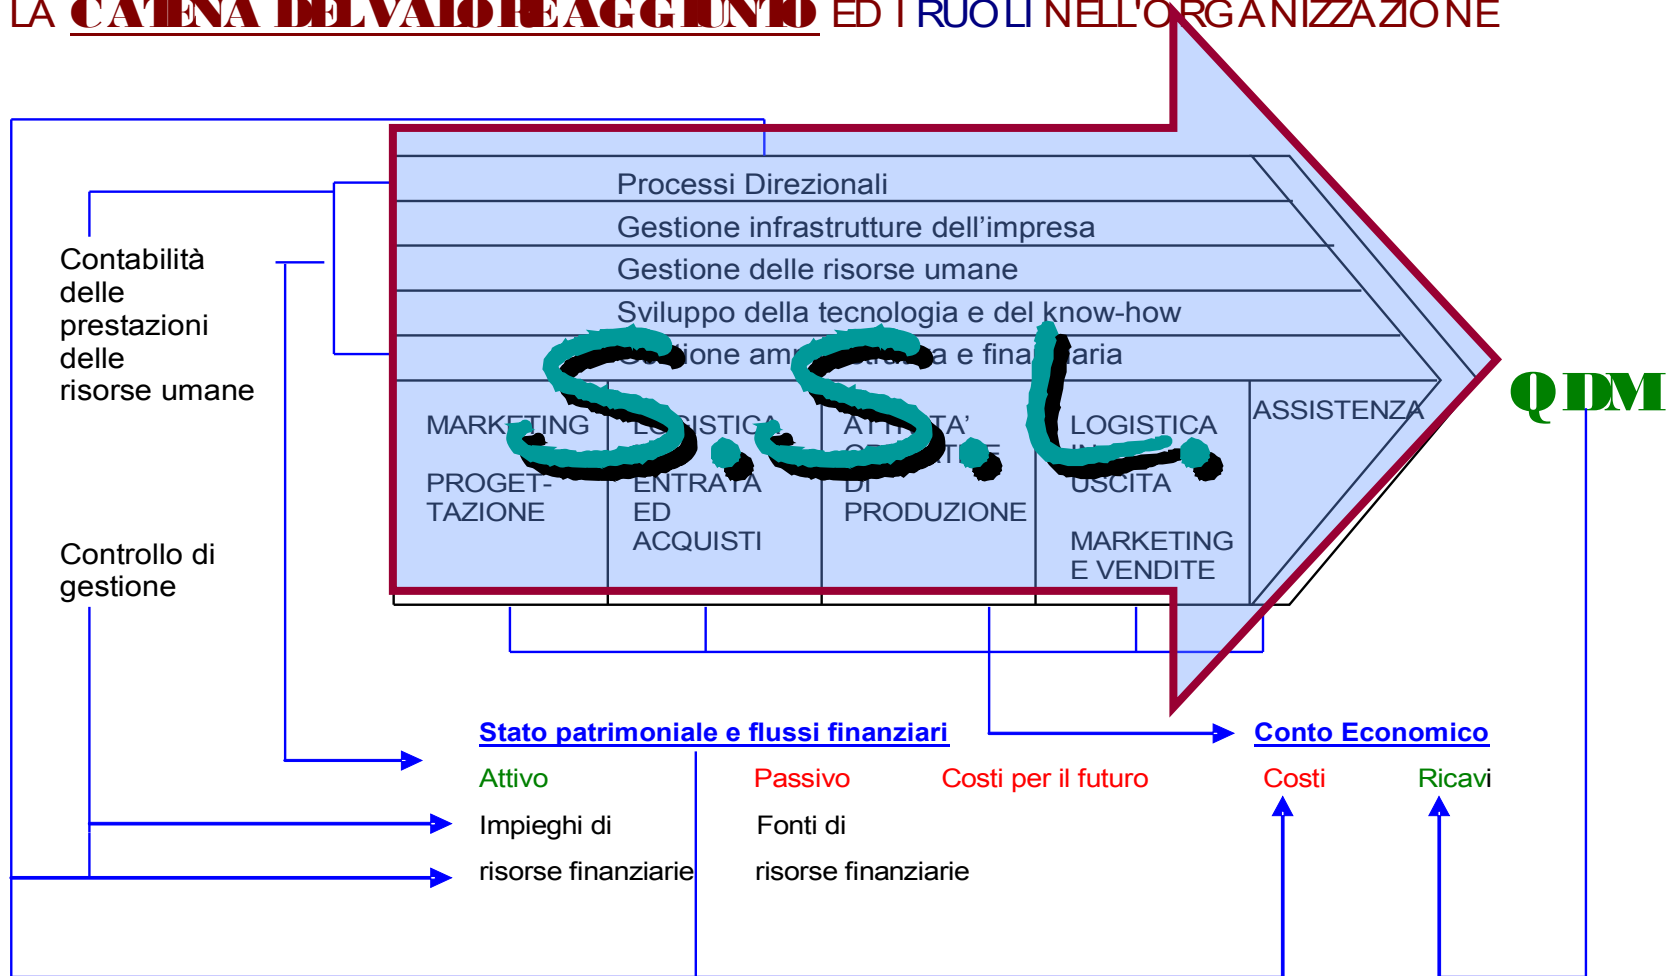 LA CATENA DEL VALORE AGGIUNTO ED I RUOLI NELL'ORGANIZZAZIONE
Processi Direzionali
Gestione infrastrutture dell’impresa
Gestione delle risorse umane
Sviluppo della tecnologia e del know-how
e
S.S.L.
MARKETING
PROGET-
TAZIONE
ENTRATA
ED
ACQUISTI
DI
PRODUZIONE
LOGISTICA
USCITA
MARKETING
E VENDITE
ASSISTENZA
QDM
Contabilità
delle
prestazioni
delle
risorse umane
Controllo di
gestione
Stato patrimoniale e flussi finanziari
Conto Economico
Attivo
Passivo
Costi per il futuro
Costi
Ricavi
Impieghi di
Fonti di
risorse finanziarie
risorse finanziarie